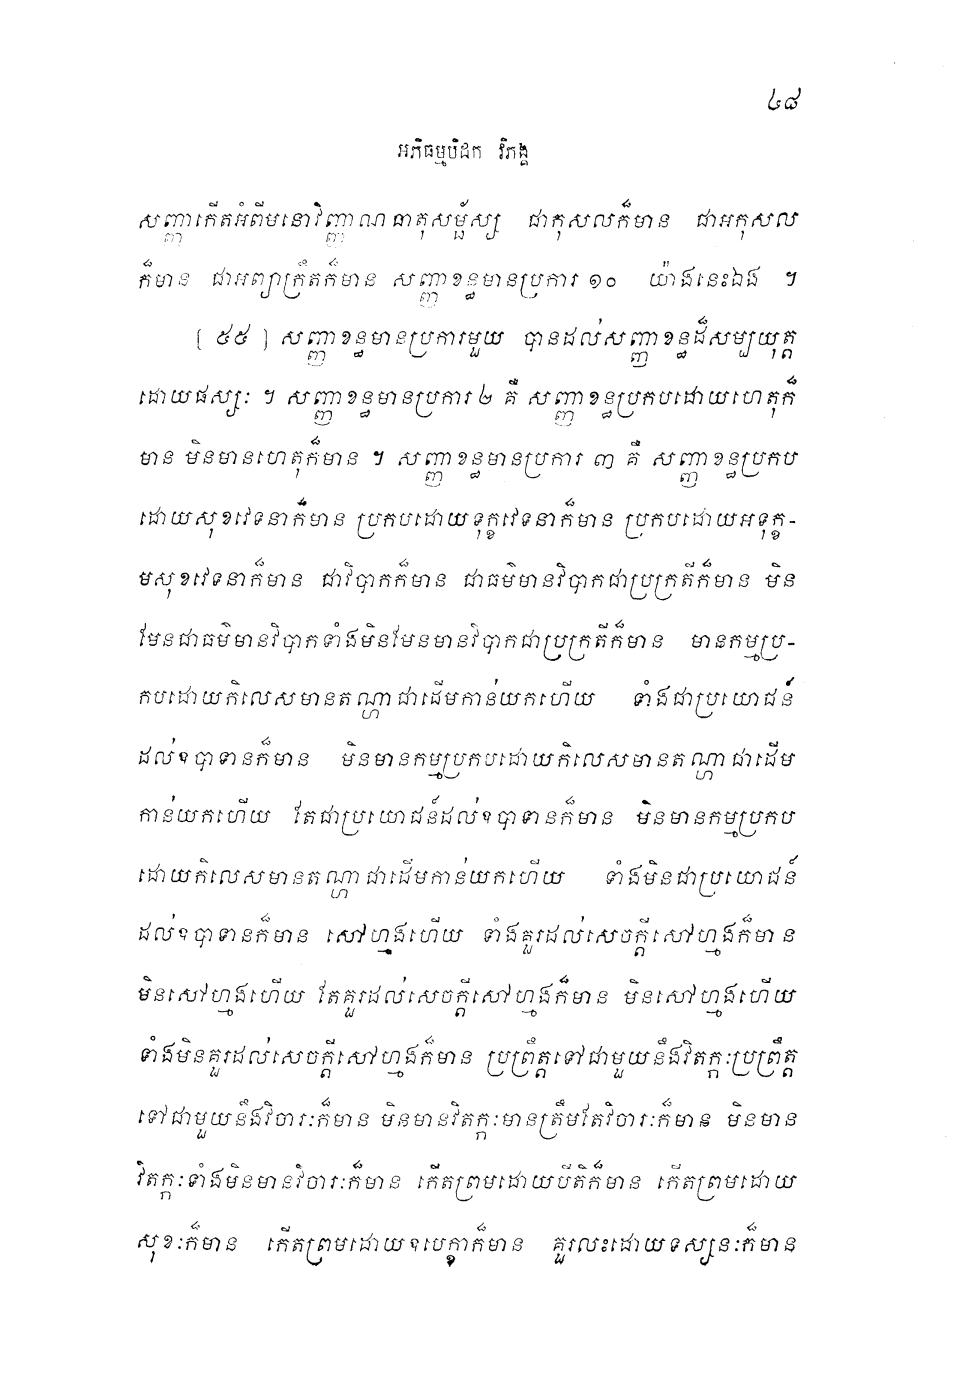 ៤៨
អភិធម្មបិដក វិភង្គ
សញ្ញាកើតអំពីមនោវិញ្ញាណធាតុសម្ផ័ស្ស ជាកុសលក៏មាន ជាអកុសល
ក៏មាន ជាអព្យាក្រឹតក៏មាន សញ្ញាខន្ធមានប្រការ ១០ យ៉ាងនេះឯង ។
[ ៥៥ ] សញ្ញាខន្ធមានប្រការមួយ បានដល់សញ្ញាខន្ធដ៏សម្បយុត្ត
ដោយផស្សៈ ។ សញ្ញាខន្ធមានប្រការ ២ គឺ សញ្ញាខន្ធប្រកបដោយហេតុក៏
មាន មិនមានហេតុក៏មាន ។ សញ្ញាខន្ធមានប្រការ ៣ គឺ សញ្ញាខន្ធប្រកប
ដោយសុខវេទនាក៏មាន ប្រកបដោយទុក្ខវេទនាក៏មាន ប្រកបដោយអទុក្ខ-
មសុខវេទនាក៏មាន ជាវិបាកក៏មាន ជាធម៌មានវិបាកជាប្រក្រតីក៏មាន មិន
មែនជាធម៌មានវិបាកទាំងមិនមែនមានវិបាកជាប្រក្រតីក៏មាន មានកម្មប្រ-
កបដោយកិលេសមានតណ្ហាជាដើមកាន់យកហើយ ទាំងជាប្រយោជន៍
ដល់ឧបាទានក៏មាន មិនមានកម្មប្រកបដោយកិលេសមានតណ្ហាជាដើម
កាន់យកហើយ តែជាប្រយោជន៍ដល់ឧបាទានក៏មាន មិនមានកម្មប្រកប
ដោយកិលេសមានតណ្ហាជាដើមកាន់យកហើយ ទាំងមិនជាប្រយោជន៍
ដល់ឧបាទានក៏មាន សៅហ្មងហើយ ទាំងគួរដល់សេចក្តីសៅហ្មងក៏មាន
មិនសៅហ្មងហើយ តែគួរដល់សេចក្តីសៅហ្មងក៏មាន មិនសៅហ្មងហើយ
ទាំងមិនគួរដល់សេចក្តីសៅហ្មងក៏មាន ប្រព្រឹត្តទៅជាមួយនឹងវិតក្កៈប្រព្រឹត្ត
ទៅជាមួយនឹងវិចារៈក៏មាន មិនមានវិតក្កៈមានត្រឹមតែវិចារៈក៏មាន មិនមាន
វិតក្កៈទាំងមិនមានវិចារៈក៏មាន កើតព្រមដោយបីតិក៏មាន កើតព្រមដោយ
សុខៈក៏មាន កើតព្រមដោយឧបេក្ខាក៏មាន គួរលះដោយទស្សនៈក៏មាន